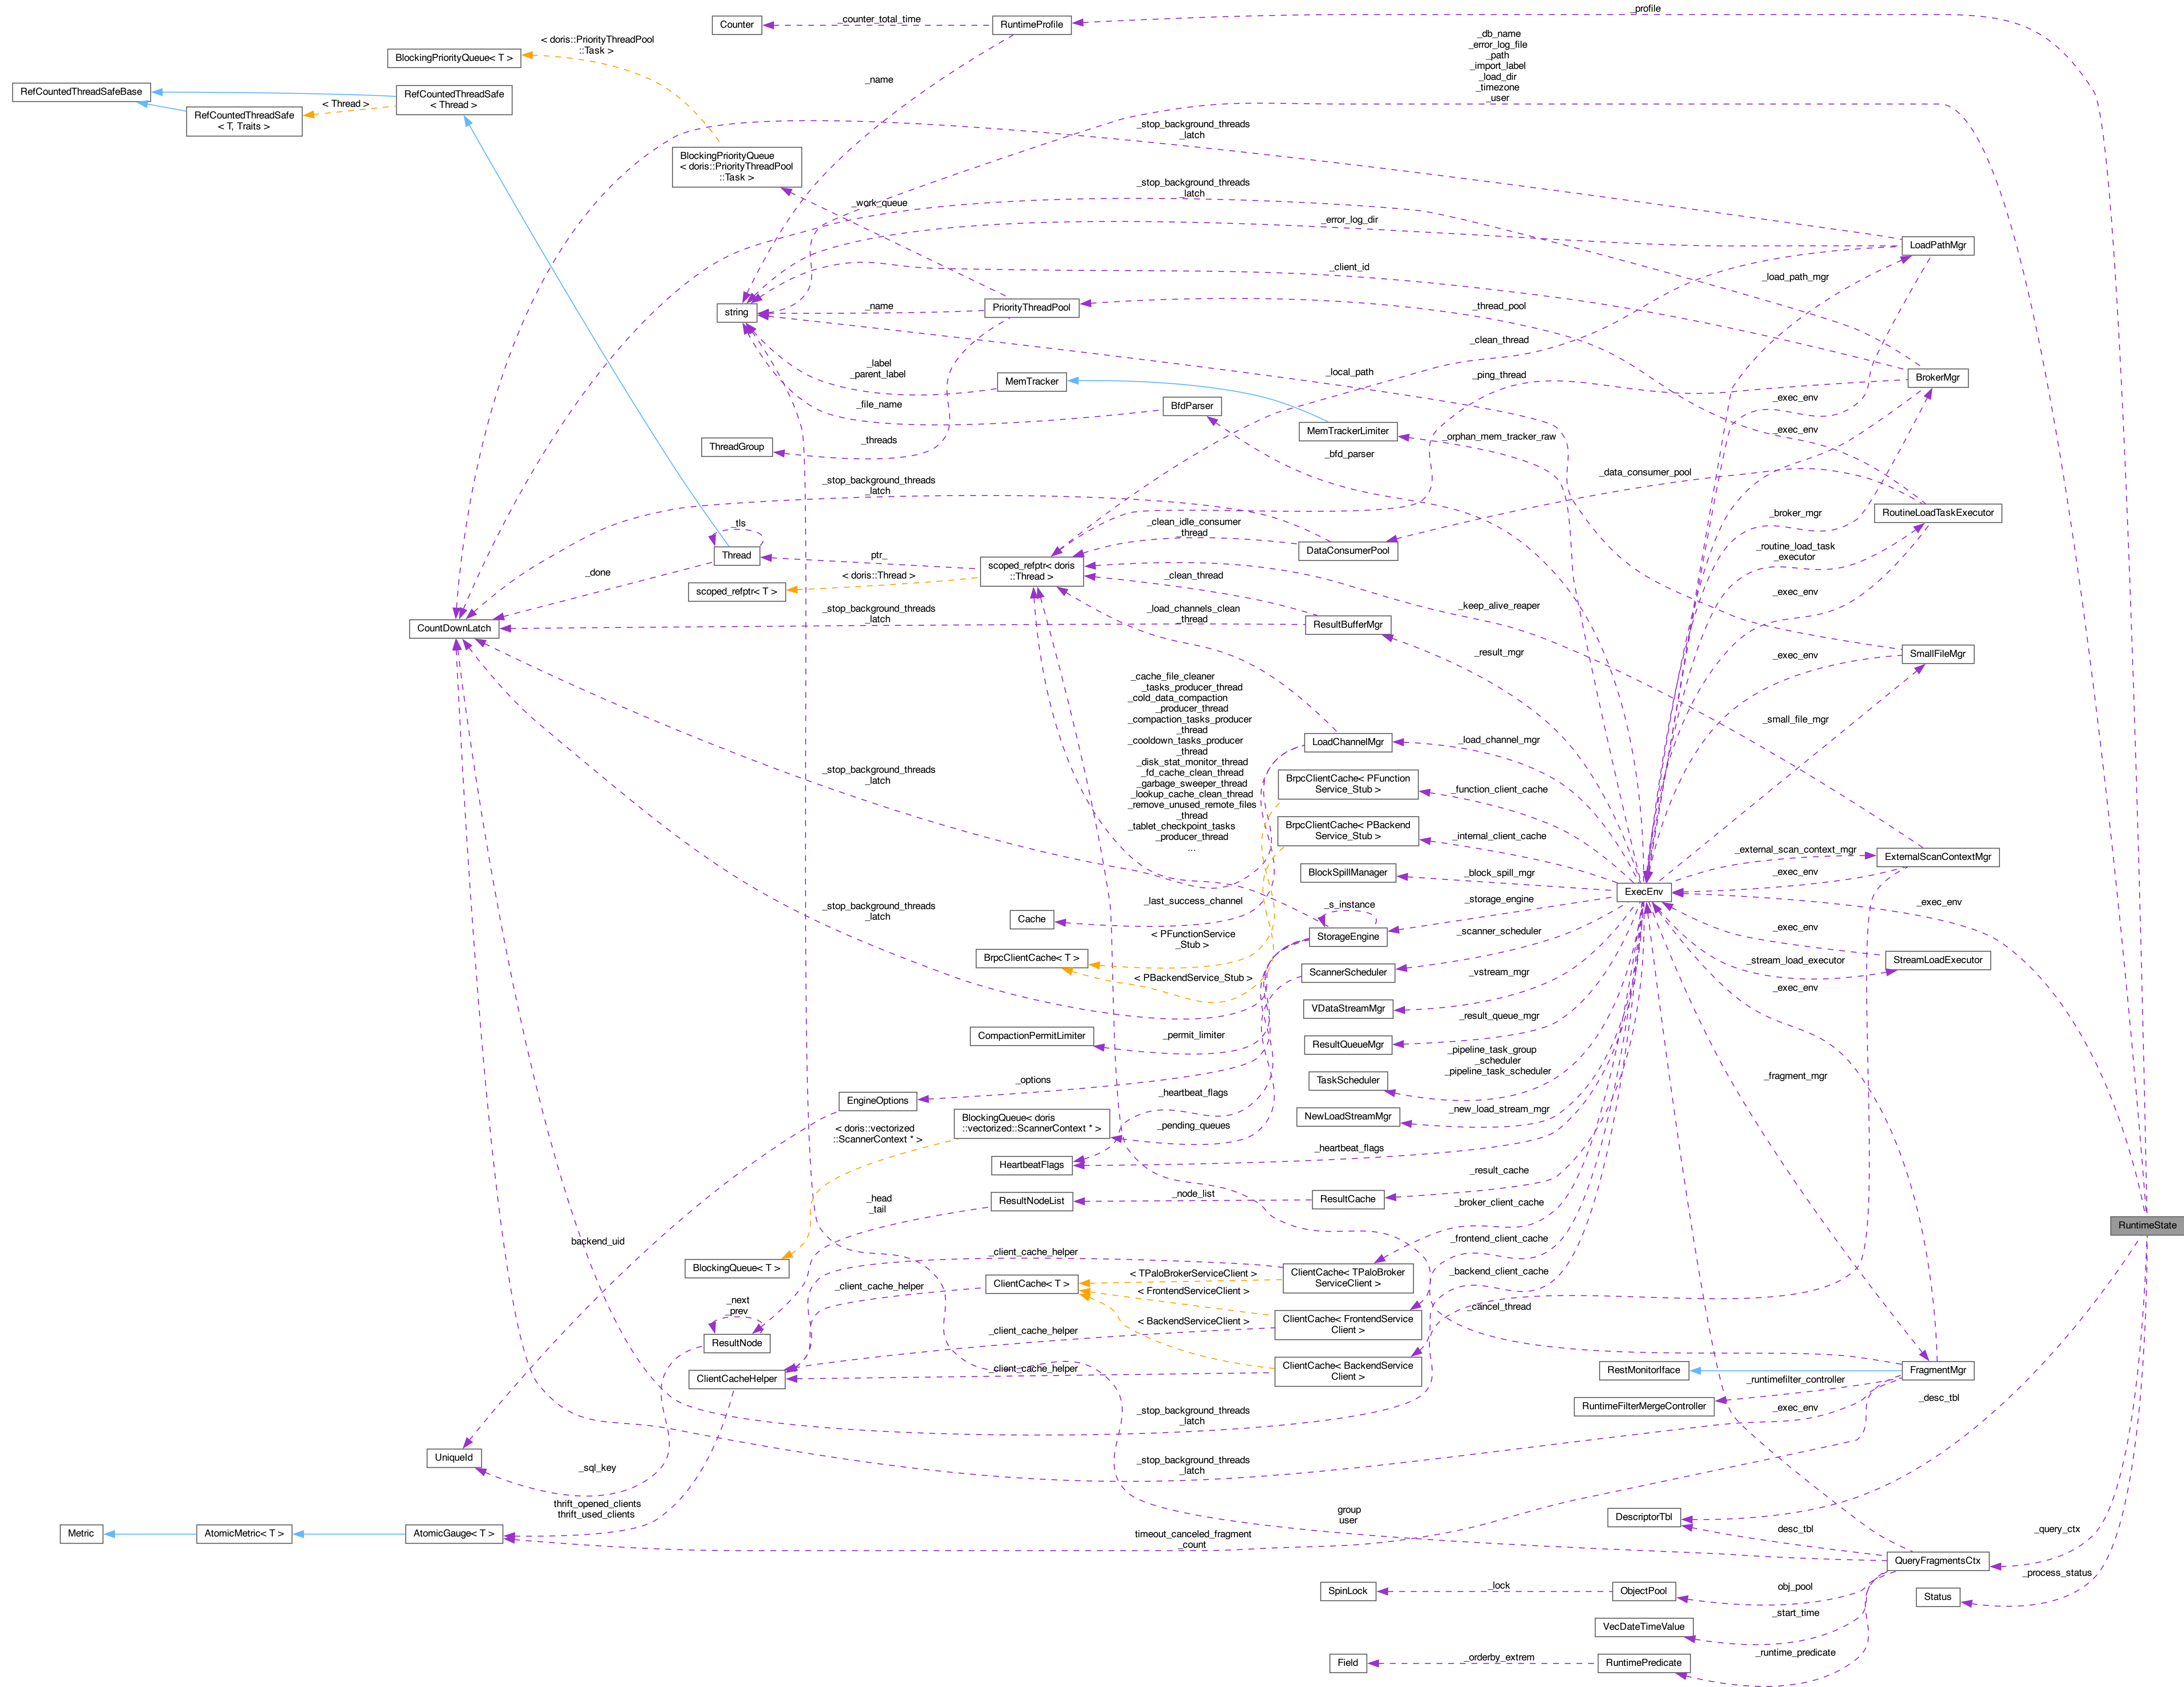 Counter
_counter_total_time
RuntimeProfile
_profile
< doris::PriorityThreadPool
::Task >
BlockingPriorityQueue< T >
_db_name
_error_log_file
_path
_import_label
_load_dir
_timezone
_user
RefCountedThreadSafeBase
RefCountedThreadSafe
< T, Traits >
< Thread >
RefCountedThreadSafe
< Thread >
_name
BlockingPriorityQueue
< doris::PriorityThreadPool
::Task >
_stop_background_threads
_latch
_work_queue
_stop_background_threads
_latch
_error_log_dir
LoadPathMgr
_client_id
_load_path_mgr
string
_name
PriorityThreadPool
_thread_pool
_clean_thread
_label
_parent_label
MemTracker
_local_path
_ping_thread
BrokerMgr
_file_name
BfdParser
_exec_env
ThreadGroup
_threads
MemTrackerLimiter
_orphan_mem_tracker_raw
_bfd_parser
_exec_env
_data_consumer_pool
_stop_background_threads
_latch
_broker_mgr
RoutineLoadTaskExecutor
_tls
Thread
ptr_
_clean_idle_consumer
_thread
DataConsumerPool
_routine_load_task
_executor
_done
< doris::Thread >
scoped_refptr< T >
scoped_refptr< doris
::Thread >
_clean_thread
_exec_env
_keep_alive_reaper
CountDownLatch
_stop_background_threads
_latch
_load_channels_clean
_thread
ResultBufferMgr
_result_mgr
_exec_env
SmallFileMgr
_cache_file_cleaner
_tasks_producer_thread
_cold_data_compaction
_producer_thread
_compaction_tasks_producer
_thread
_cooldown_tasks_producer
_thread
_disk_stat_monitor_thread
_fd_cache_clean_thread
_garbage_sweeper_thread
_lookup_cache_clean_thread
_remove_unused_remote_files
_thread
_tablet_checkpoint_tasks
_producer_thread
...
_small_file_mgr
LoadChannelMgr
_load_channel_mgr
_stop_background_threads
_latch
BrpcClientCache< PFunction
Service_Stub >
_function_client_cache
BrpcClientCache< PBackend
Service_Stub >
_internal_client_cache
_external_scan_context_mgr
ExternalScanContextMgr
BlockSpillManager
_block_spill_mgr
_exec_env
ExecEnv
_stop_background_threads
_latch
_last_success_channel
_s_instance
_storage_engine
_exec_env
Cache
StorageEngine
_scanner_scheduler
_exec_env
< PFunctionService
_Stub >
BrpcClientCache< T >
< PBackendService_Stub >
ScannerScheduler
_vstream_mgr
_stream_load_executor
StreamLoadExecutor
_exec_env
VDataStreamMgr
_result_queue_mgr
CompactionPermitLimiter
_permit_limiter
ResultQueueMgr
_pipeline_task_group
_scheduler
_pipeline_task_scheduler
TaskScheduler
_fragment_mgr
_options
EngineOptions
_heartbeat_flags
_new_load_stream_mgr
NewLoadStreamMgr
< doris::vectorized
::ScannerContext * >
BlockingQueue< doris
::vectorized::ScannerContext * >
_pending_queues
_heartbeat_flags
HeartbeatFlags
_result_cache
_head
_tail
ResultNodeList
_node_list
ResultCache
_broker_client_cache
RuntimeState
backend_uid
_client_cache_helper
_frontend_client_cache
BlockingQueue< T >
_client_cache_helper
ClientCache< T >
< TPaloBrokerServiceClient >
ClientCache< TPaloBroker
ServiceClient >
_backend_client_cache
< FrontendServiceClient >
_next
_prev
_cancel_thread
ResultNode
_client_cache_helper
< BackendServiceClient >
ClientCache< FrontendService
Client >
_client_cache_helper
ClientCache< BackendService
Client >
ClientCacheHelper
RestMonitorIface
FragmentMgr
_runtimefilter_controller
RuntimeFilterMergeController
_exec_env
_desc_tbl
_stop_background_threads
_latch
UniqueId
_sql_key
_stop_background_threads
_latch
thrift_opened_clients
thrift_used_clients
group
user
DescriptorTbl
desc_tbl
Metric
AtomicMetric< T >
AtomicGauge< T >
timeout_canceled_fragment
_count
_query_ctx
QueryFragmentsCtx
_process_status
SpinLock
_lock
ObjectPool
obj_pool
Status
_start_time
VecDateTimeValue
_runtime_predicate
Field
_orderby_extrem
RuntimePredicate